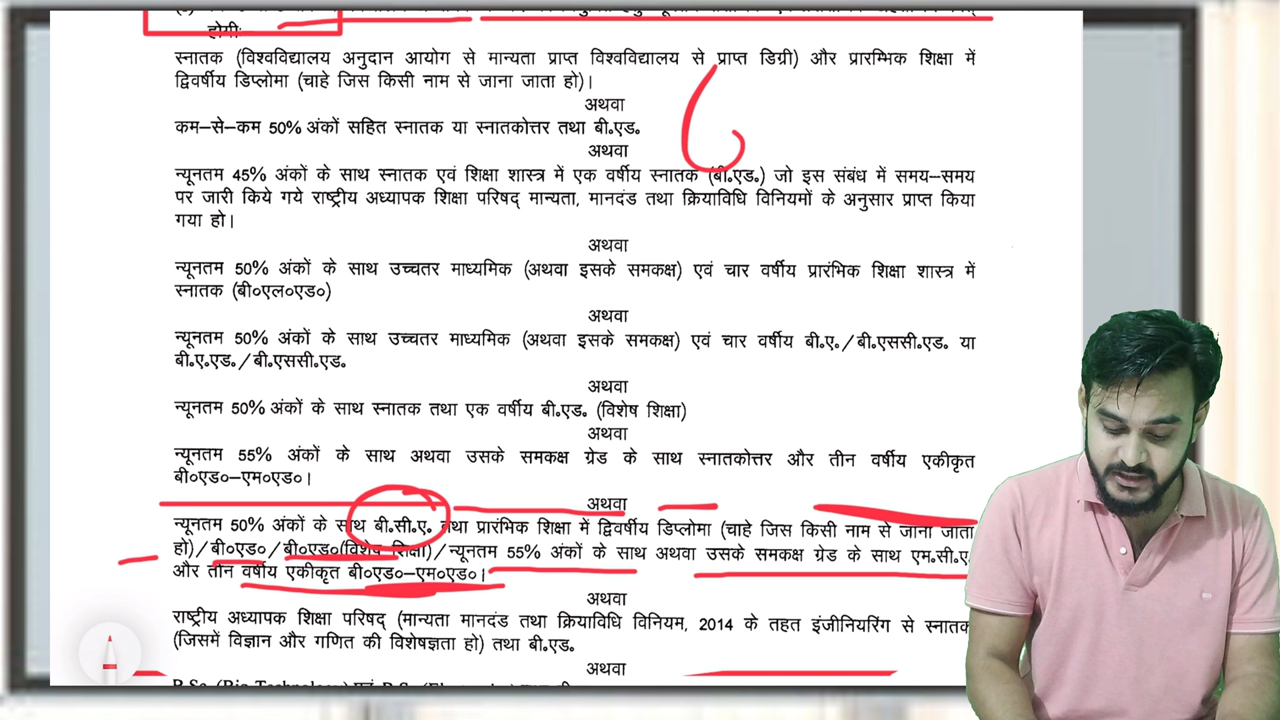 होगी:–
स्नातक (विश्वविद्यालय अनुदान आयोग से मान्यता प्राप्त विश्वविद्यालय से प्राप्त डिग्री) और प्रारम्भिक शिक्षा में
द्विवर्षीय डिप्लोमा (चाहे जिस किसी नाम से जाना जाता हो)।
अथवा
कम–से–कम 50% अंकों सहित स्नातक या स्नातकोत्तर तथा बी॰एड॰
अथवा
न्यूनतम 45% अंकों के साथ स्नातक एवं शिक्षा शास्त्र में एक वर्षीय स्नातक (बी॰एड॰) जो इस संबंध में समय–समय
पर जारी किये गये राष्ट्रीय अध्यापक शिक्षा परिषद् मान्यता, मानदंड तथा क्रियाविधि विनियमों के अनुसार प्राप्त किया
गया हो।
अथवा
न्यूनतम 50% अंकों के साथ उच्चतर माध्यमिक (अथवा इसके समकक्ष) एवं चार वर्षीय प्रारंभिक शिक्षा शास्त्र में
स्नातक (बी०एल०एड०)
अथवा
न्यूनतम 50% अंकों के साथ उच्चतर माध्यमिक (अथवा इसके समकक्ष) एवं चार वर्षीय बी॰ए॰/बी॰एससी॰एड॰ या
बी॰ए॰एड॰/बी॰एससी॰एड॰
अथवा
न्यूनतम 50% अंकों के साथ स्नातक तथा एक वर्षीय बी॰एड॰ (विशेष शिक्षा)
अथवा
न्यूनतम 55% अंकों के साथ अथवा उसके समकक्ष ग्रेड के साथ स्नातकोत्तर और तीन वर्षीय एकीकृत
बी०एड०–एम०एड०।
अथवा
न्यूनतम 50% अंकों के साथ बी॰सी॰ए॰ तथा प्रारंभिक शिक्षा में द्विवर्षीय डिप्लोमा (चाहे जिस किसी नाम से जाना जाता
हो)/बी०एड०/बी०एड०(विशेष शिक्षा)/न्यूनतम 55% अंकों के साथ अथवा उसके समकक्ष ग्रेड के साथ एम॰सी॰ए
और तीन वर्षीय एकीकृत बी०एड०–एम०एड०।
अथवा
राष्ट्रीय अध्यापक शिक्षा परिषद् (मान्यता मानदंड तथा क्रियाविधि विनियम, 2014 के तहत इंजीनियरिंग से स्नातक
(जिसमें विज्ञान और गणित की विशेषज्ञता हो) तथा बी॰एड॰
अथवा